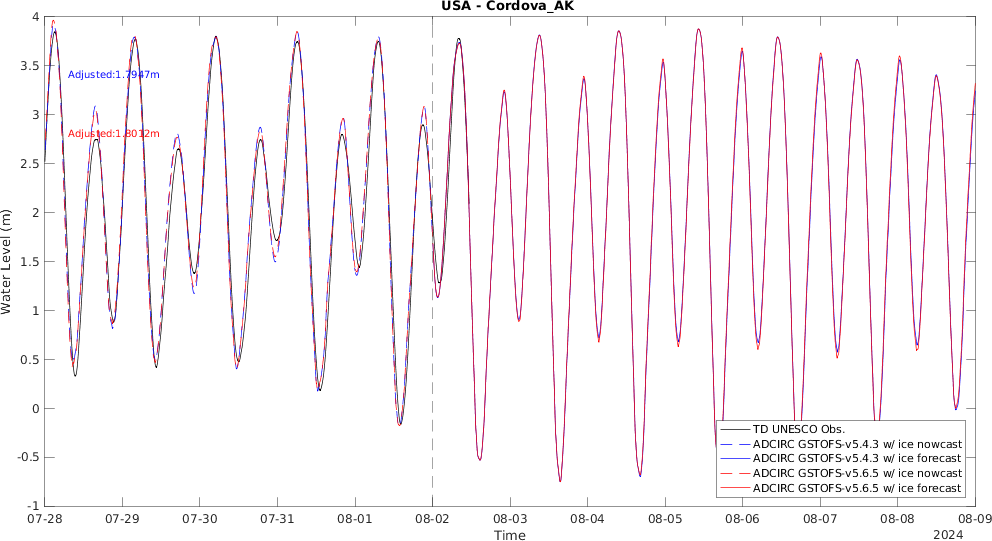 USA - Cordova_AK
Water Level (m)
4
3.5
3
2.5
2
1.5
1
0.5
0
-0.5
-1
Adjusted:1.7947m
Adjusted:1.8012m
TD UNESCO Obs.
ADCIRC GSTOFS-v5.4.3 w/ ice nowcast
ADCIRC GSTOFS-v5.4.3 w/ ice forecast
ADCIRC GSTOFS-v5.6.5 w/ ice nowcast
ADCIRC GSTOFS-v5.6.5 w/ ice forecast
07-28 07-29 07-30 07-31 08-01 08-02 08-03 08-04 08-05 08-06 08-07 08-08 08-09
Time
2024